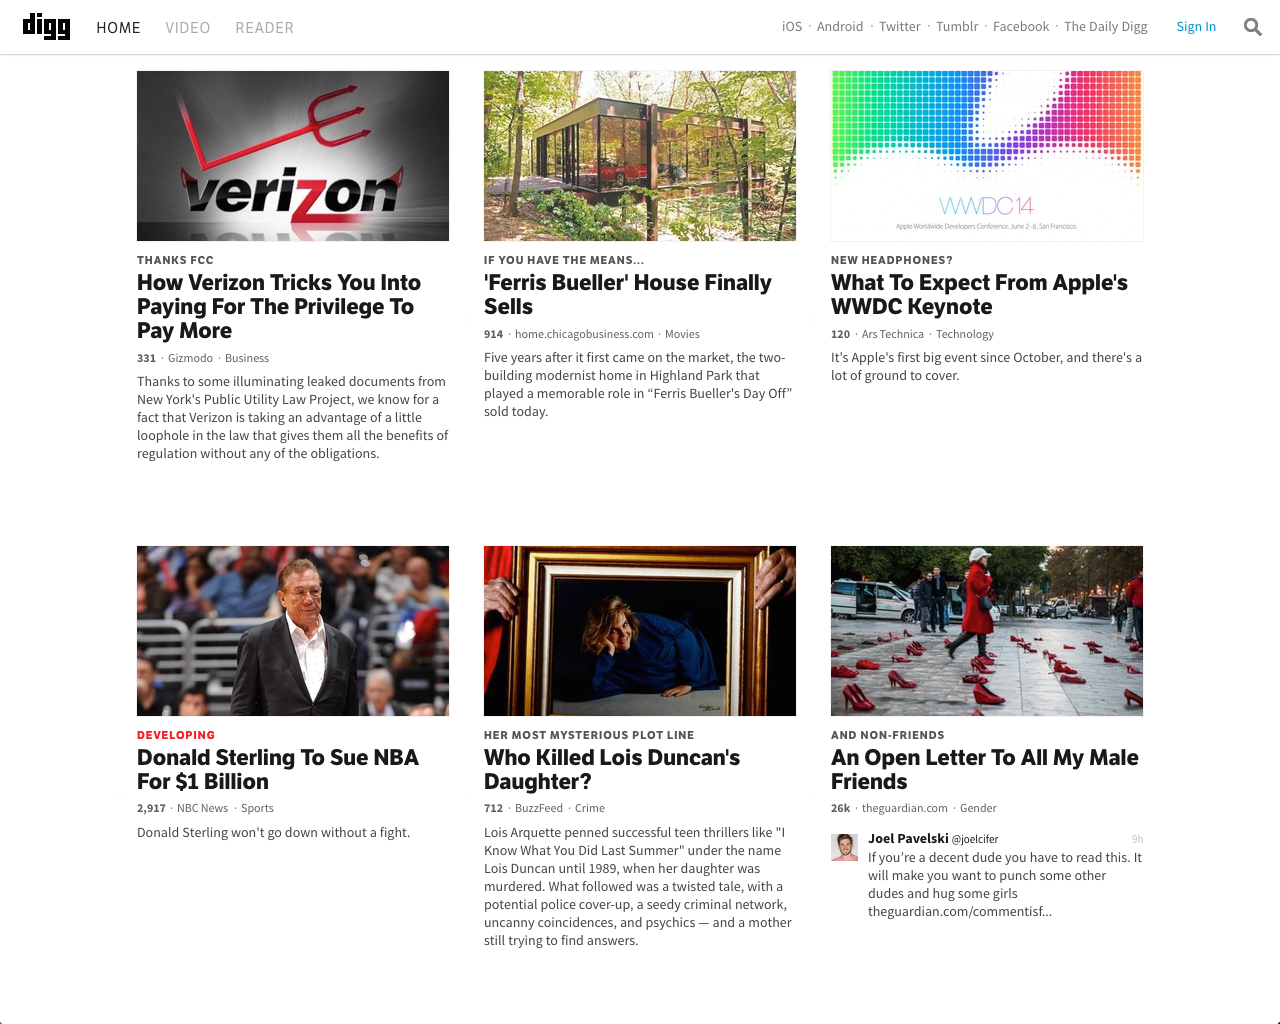 digg HOME VIDEO READER iOS · Android · Twitter · Tumblr · Facebook · The Daily Digg Sign In
verizon
WWDC14
Apple Worldwide Developers Conference. June 2–6, San Francisco.
THANKS FCC
How Verizon Tricks You Into
Paying For The Privilege To
Pay More
331 · Gizmodo · Business
Thanks to some illuminating leaked documents from
New York's Public Utility Law Project, we know for a
fact that Verizon is taking an advantage of a little
loophole in the law that gives them all the benefits of
regulation without any of the obligations.
IF YOU HAVE THE MEANS...
'Ferris Bueller' House Finally
Sells
914 · home.chicagobusiness.com · Movies
Five years after it first came on the market, the two-
building modernist home in Highland Park that
played a memorable role in “Ferris Bueller's Day Off”
sold today.
NEW HEADPHONES?
What To Expect From Apple's
WWDC Keynote
120 · Ars Technica · Technology
It's Apple's first big event since October, and there's a
lot of ground to cover.
DEVELOPING
Donald Sterling To Sue NBA
For $1 Billion
2,917 · NBC News · Sports
Donald Sterling won't go down without a fight.
HER MOST MYSTERIOUS PLOT LINE
Who Killed Lois Duncan's
Daughter?
712 · BuzzFeed · Crime
Lois Arquette penned successful teen thrillers like "I
Know What You Did Last Summer" under the name
Lois Duncan until 1989, when her daughter was
murdered. What followed was a twisted tale, with a
potential police cover-up, a seedy criminal network,
uncanny coincidences, and psychics — and a mother
still trying to find answers.
AND NON-FRIENDS
An Open Letter To All My Male
Friends
26k · theguardian.com · Gender
Joel Pavelski @joelcifer 9h
If you’re a decent dude you have to read this. It
will make you want to punch some other
dudes and hug some girls
theguardian.com/commentisf...